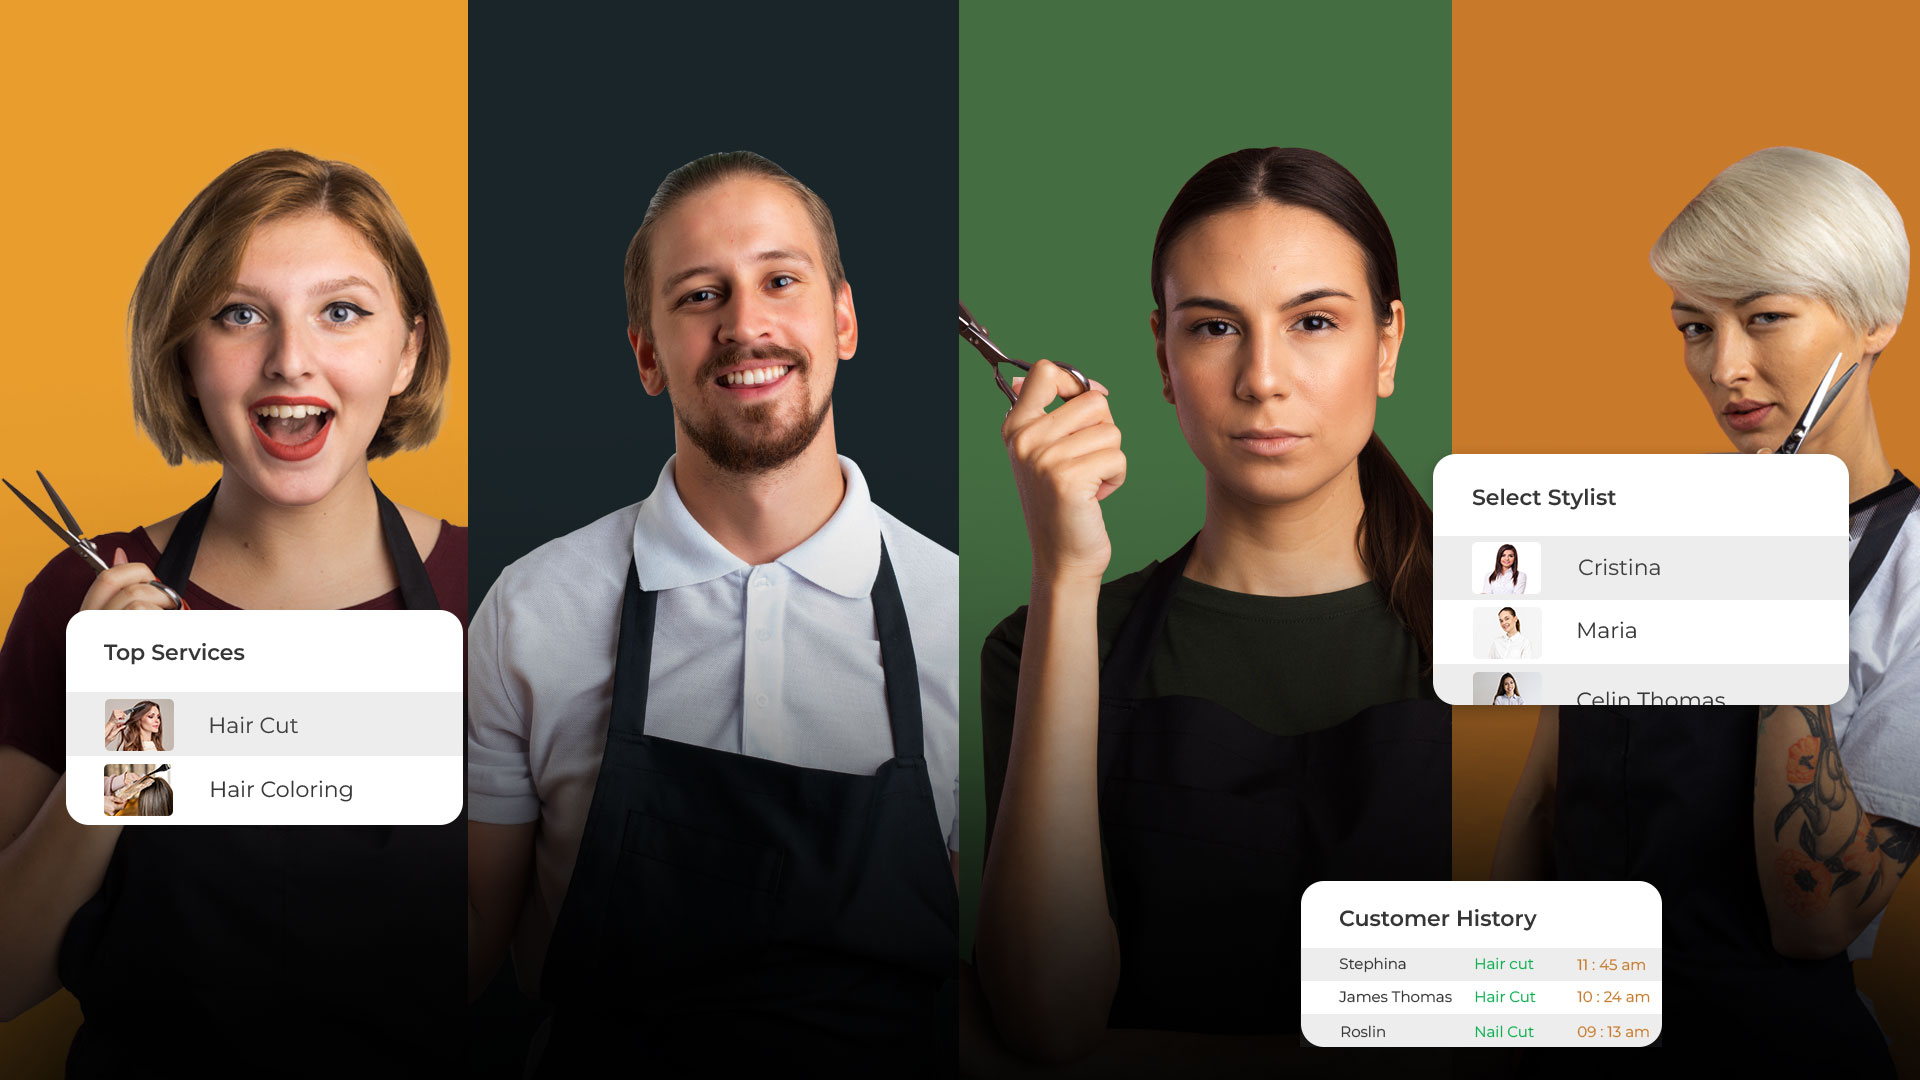 Top Services
Hair Cut
Hair Coloring
Select Stylist
Cristina
Maria
Celin Thomas
Customer History
Stephina Hair cut 11 : 45 am
James Thomas Hair Cut 10 : 24 am
Roslin Nail Cut 09 : 13 am